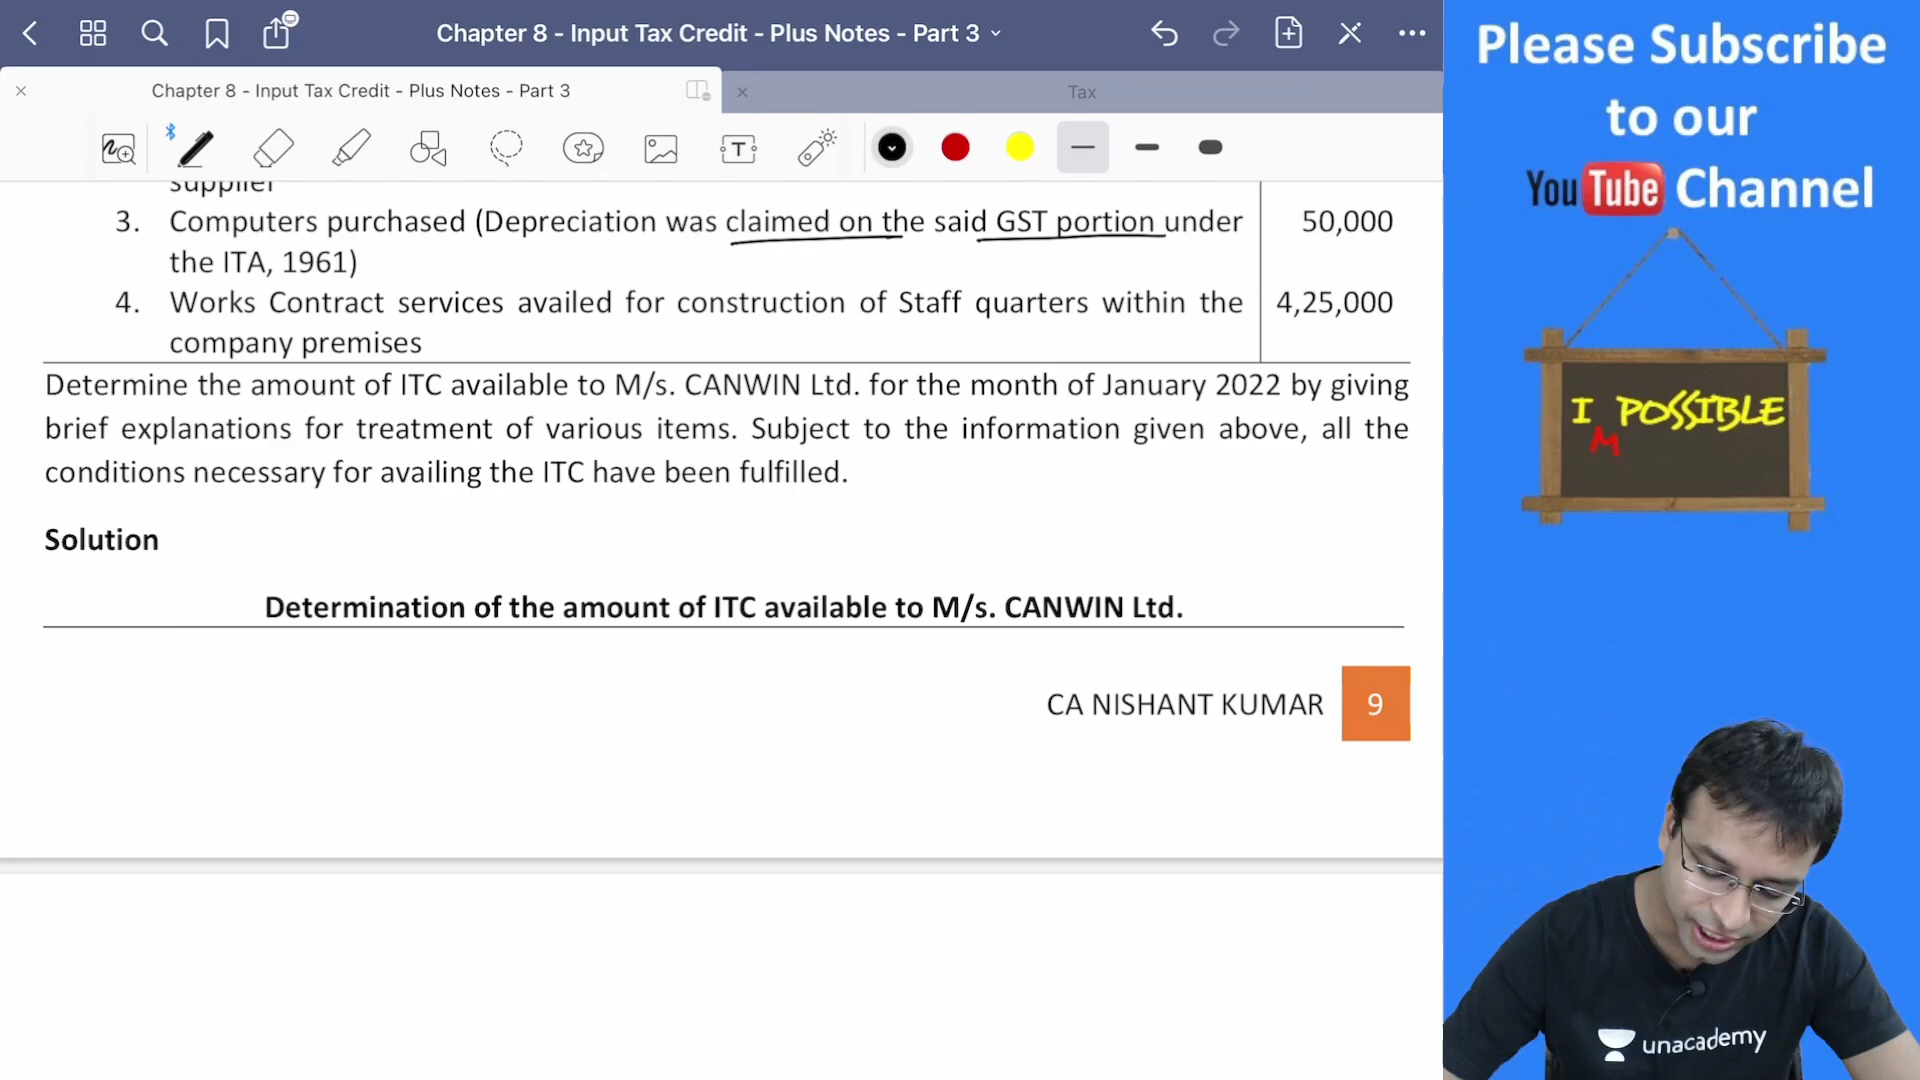 Chapter 8 - Input Tax Credit - Plus Notes - Part 3
Chapter 8 - Input Tax Credit - Plus Notes - Part 3
Tax
T
supplier
3. Computers purchased (Depreciation was claimed on the said GST portion under the ITA, 1961) 50,000
4. Works Contract services availed for construction of Staff quarters within the company premises 4,25,000
Determine the amount of ITC available to M/s. CANWIN Ltd. for the month of January 2022 by giving
brief explanations for treatment of various items. Subject to the information given above, all the
conditions necessary for availing the ITC have been fulfilled.
Solution
Determination of the amount of ITC available to M/s. CANWIN Ltd.
CA NISHANT KUMAR 9
Please Subscribe
to our
YouTube Channel
I POSSIBLE
M
unacademy